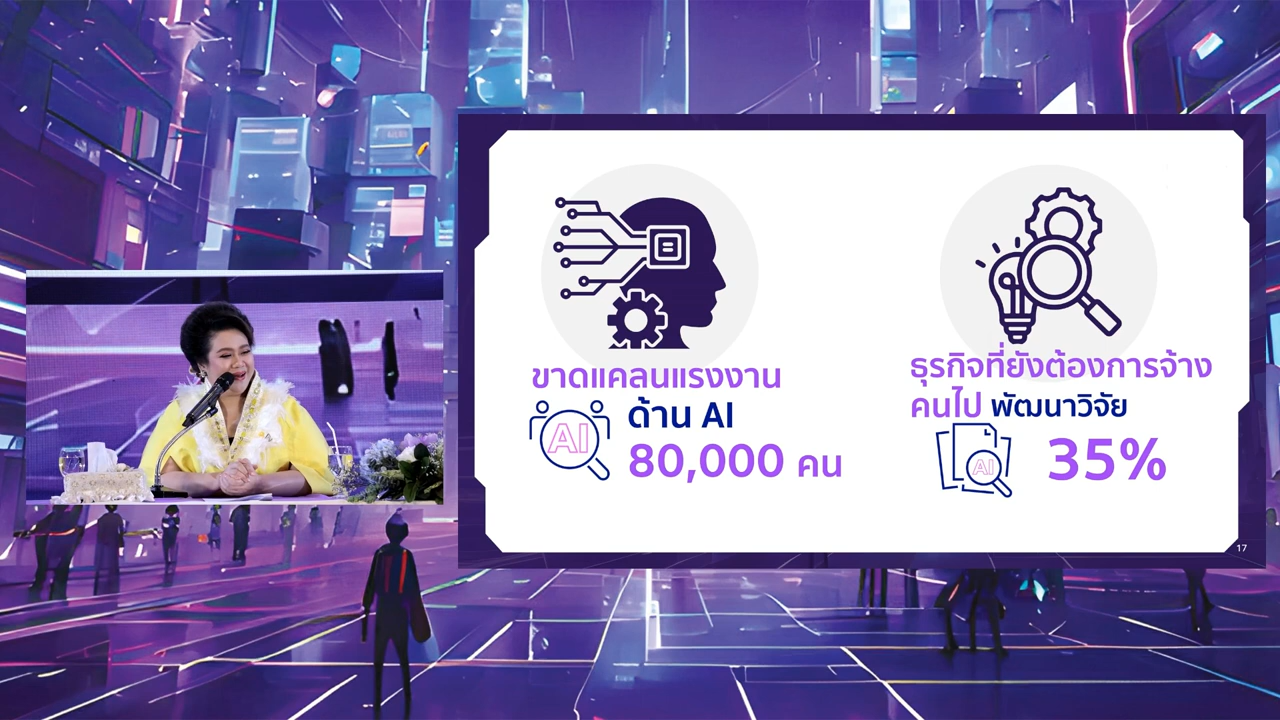 ขาดแคลนแรงงาน
ด้าน AI
AI
80,000 คน
ธุรกิจที่ยังต้องการจ้าง
คนไป พัฒนาวิจัย
AI
35%
17